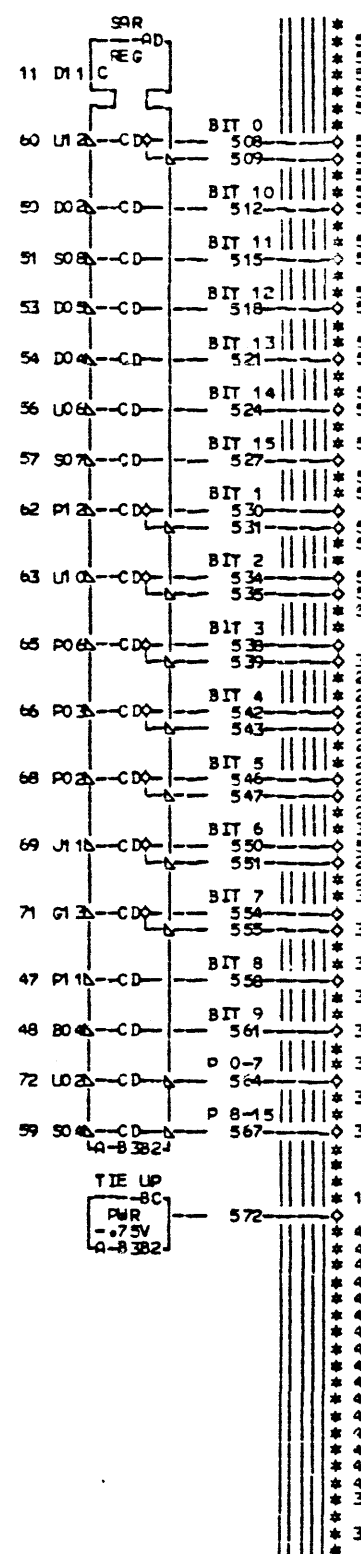 SAR
AD
REG
11 D11 C
BIT 0
60 U12 CD 508
509
BIT 10
50 D02 CD 512
BIT 11
51 S08 CD 515
BIT 12
53 D05 CD 518
BIT 13
54 D04 CD 521
BIT 14
56 U06 CD 524
BIT 15
57 S07 CD 527
BIT 1
62 P12 CD 530
531
BIT 2
63 U10 CD 534
535
BIT 3
65 P06 CD 538
539
BIT 4
66 P03 CD 542
543
BIT 5
68 P02 CD 546
547
BIT 6
69 J11 CD 550
551
BIT 7
71 G13 CD 554
555
BIT 8
47 P11 CD 558
BIT 9
48 B04 CD 561
P 0-7
72 U02 CD 564
P 8-15
59 S04 CD 567
A-B3B2
TIE UP
BC
PWR
572
-.75V
A-B3B2